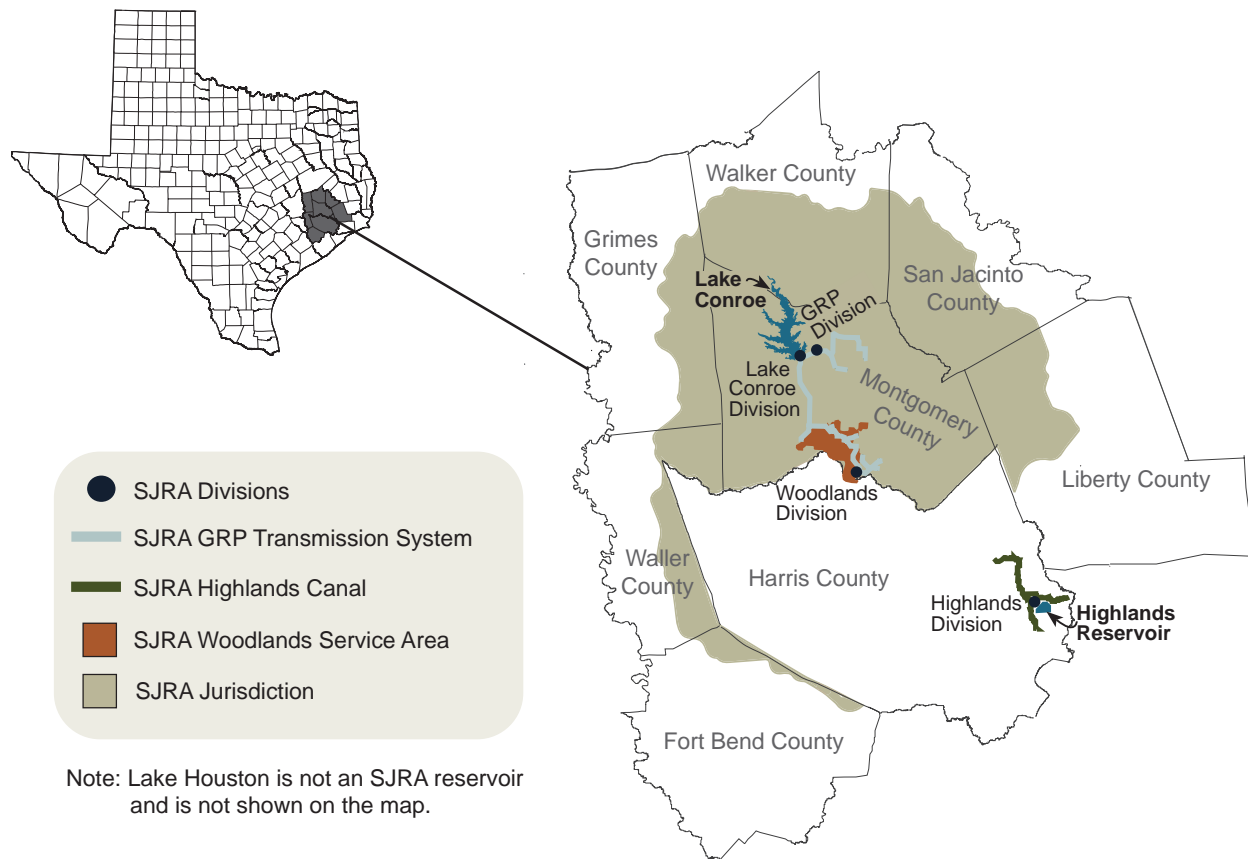 Walker County
Grimes
County
San Jacinto
County
Lake
Conroe
GRP
Division
Lake
Conroe
Division
Montgomery
County
Woodlands
Division
Liberty County
Waller
County
Harris County
Highlands
Division
Highlands
Reservoir
Fort Bend County
SJRA Divisions
SJRA GRP Transmission System
SJRA Highlands Canal
SJRA Woodlands Service Area
SJRA Jurisdiction
Note: Lake Houston is not an SJRA reservoir
and is not shown on the map.